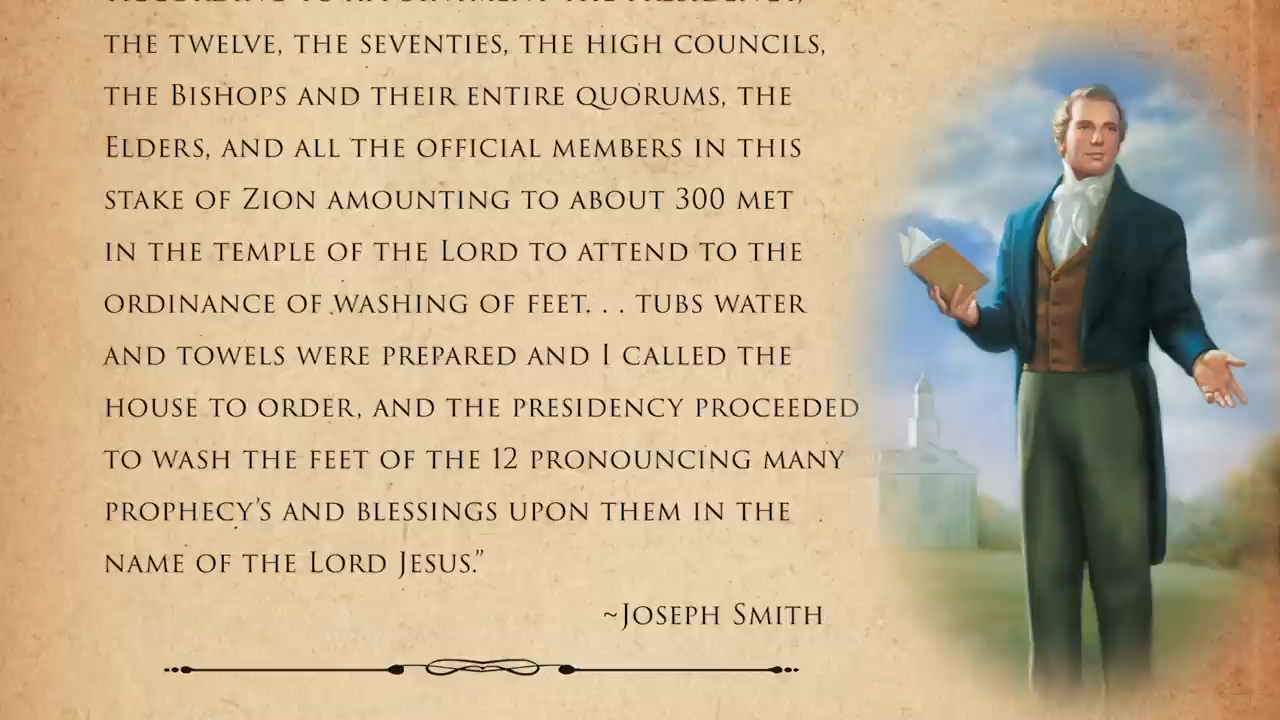 THE TWELVE, THE SEVENTIES, THE HIGH COUNCILS,
THE BISHOPS AND THEIR ENTIRE QUORUMS, THE
ELDERS, AND ALL THE OFFICIAL MEMBERS IN THIS
STAKE OF ZION AMOUNTING TO ABOUT 300 MET
IN THE TEMPLE OF THE LORD TO ATTEND TO THE
ORDINANCE OF WASHING OF FEET. . . TUBS WATER
AND TOWELS WERE PREPARED AND I CALLED THE
HOUSE TO ORDER, AND THE PRESIDENCY PROCEEDED
TO WASH THE FEET OF THE 12 PRONOUNCING MANY
PROPHECY'S AND BLESSINGS UPON THEM IN THE
NAME OF THE LORD JESUS.”
~JOSEPH SMITH